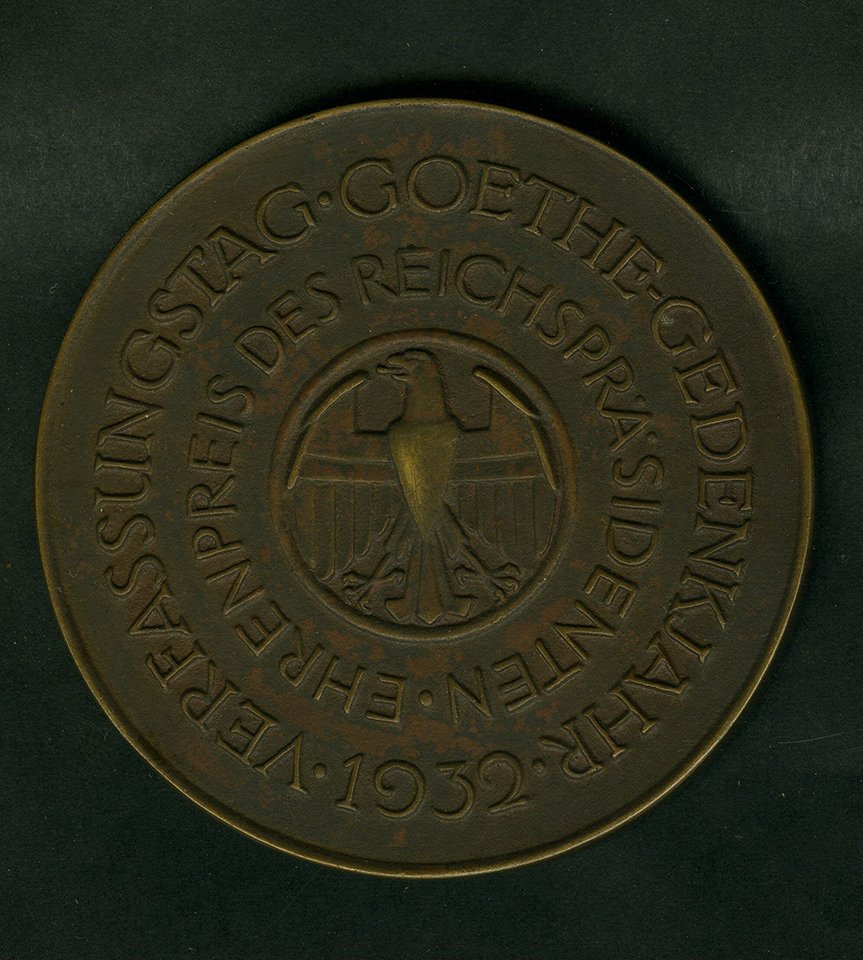 VERFASSUNGSTAG · GOETHE-GEDENKJAHR ·
1932 ·
EHRENPREIS DES REICHSPRÄSIDENTEN ·